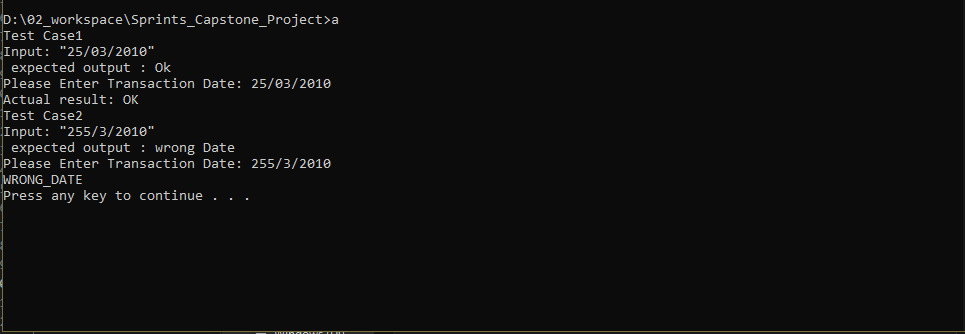 D:\02_workspace\Sprints_Capstone_Project>a
Test Case1
Input: "25/03/2010"
 expected output : Ok
Please Enter Transaction Date: 25/03/2010
Actual result: OK
Test Case2
Input: "255/3/2010"
 expected output : wrong Date
Please Enter Transaction Date: 255/3/2010
WRONG_DATE
Press any key to continue . . .